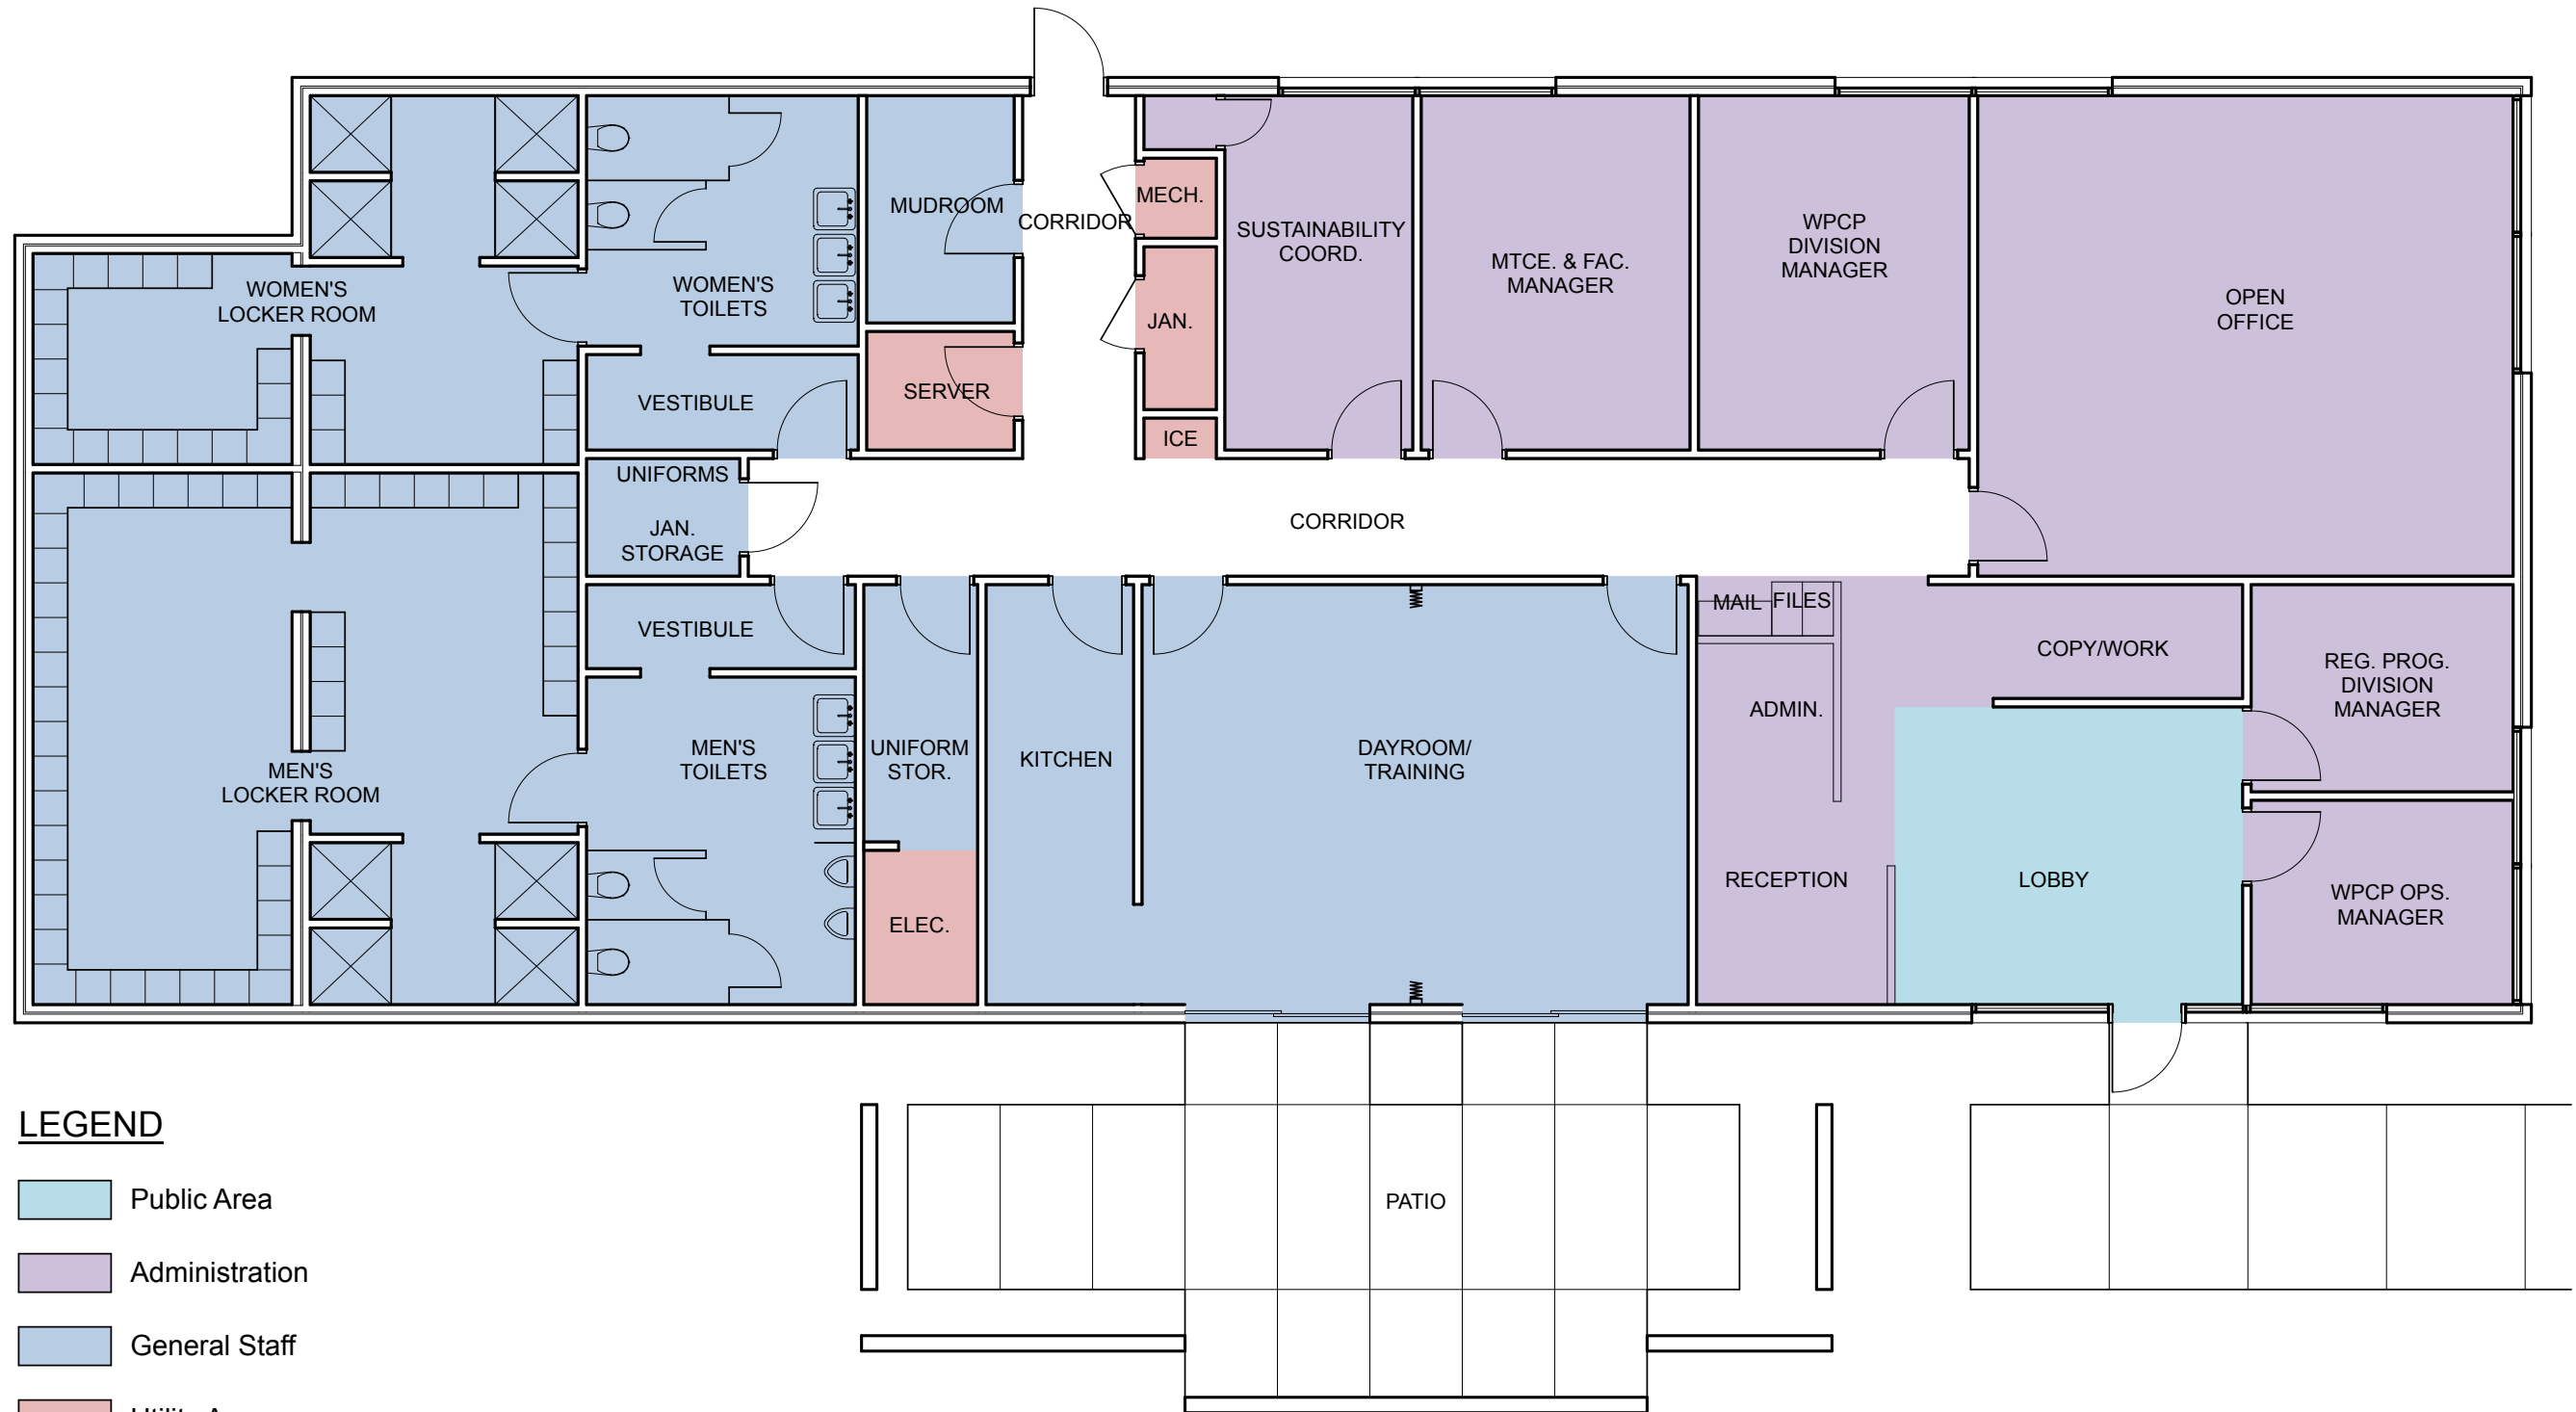 MUDROOM
CORRIDOR
MECH.
SUSTAINABILITY
COORD.
MTCE. & FAC.
MANAGER
WPCP
DIVISION
MANAGER
OPEN
OFFICE
WOMEN'S
LOCKER ROOM
WOMEN'S
TOILETS
JAN.
VESTIBULE
SERVER
ICE
UNIFORMS
JAN.
STORAGE
CORRIDOR
VESTIBULE
MAIL
FILES
COPY/WORK
REG. PROG.
DIVISION
MANAGER
ADMIN.
MEN'S
LOCKER ROOM
MEN'S
TOILETS
UNIFORM
STOR.
KITCHEN
DAYROOM/
TRAINING
RECEPTION
LOBBY
WPCP OPS.
MANAGER
ELEC.
PATIO
LEGEND
Public Area
Administration
General Staff